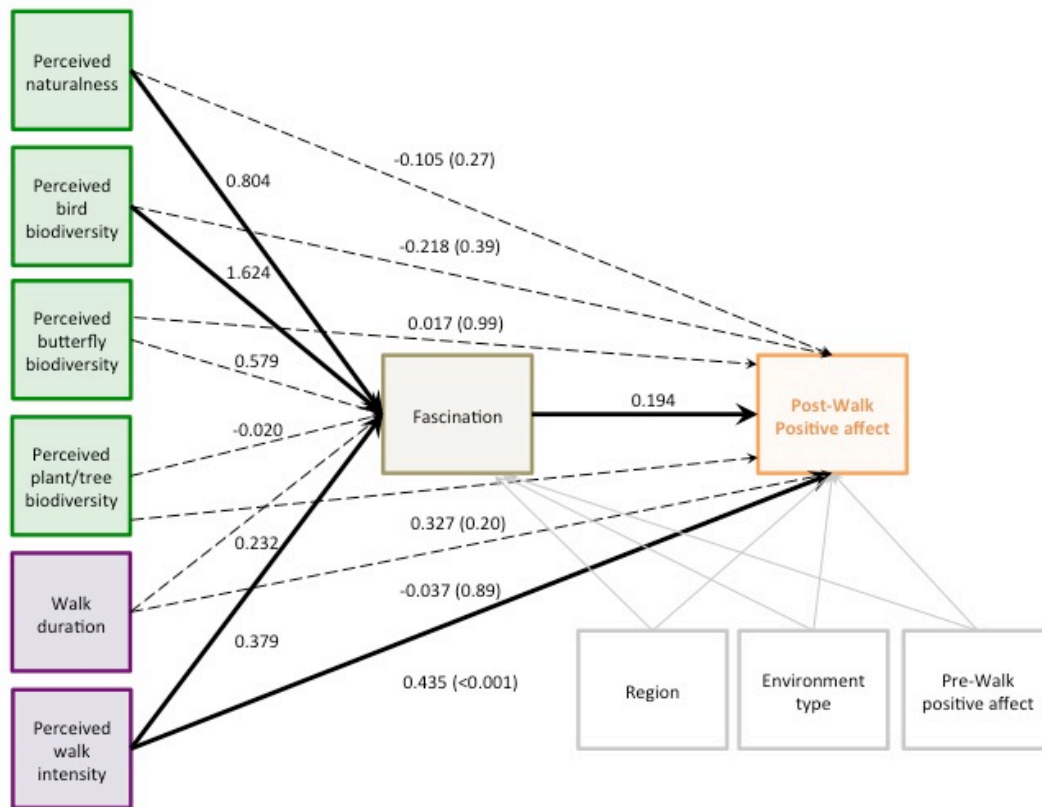 Perceived
naturalness
-0.105 (0.27)
0.804
Perceived
bird
biodiversity
-0.218 (0.39)
1.624
Perceived
butterfly
biodiversity
0.017 (0.99)
0.579
Fascination
0.194
Post-Walk
Positive affect
-0.020
Perceived
plant/tree
biodiversity
0.327 (0.20)
0.232
Walk
duration
-0.037 (0.89)
0.379
0.435 (<0.001)
Perceived
walk
intensity
Region
Environment
type
Pre-Walk
positive affect